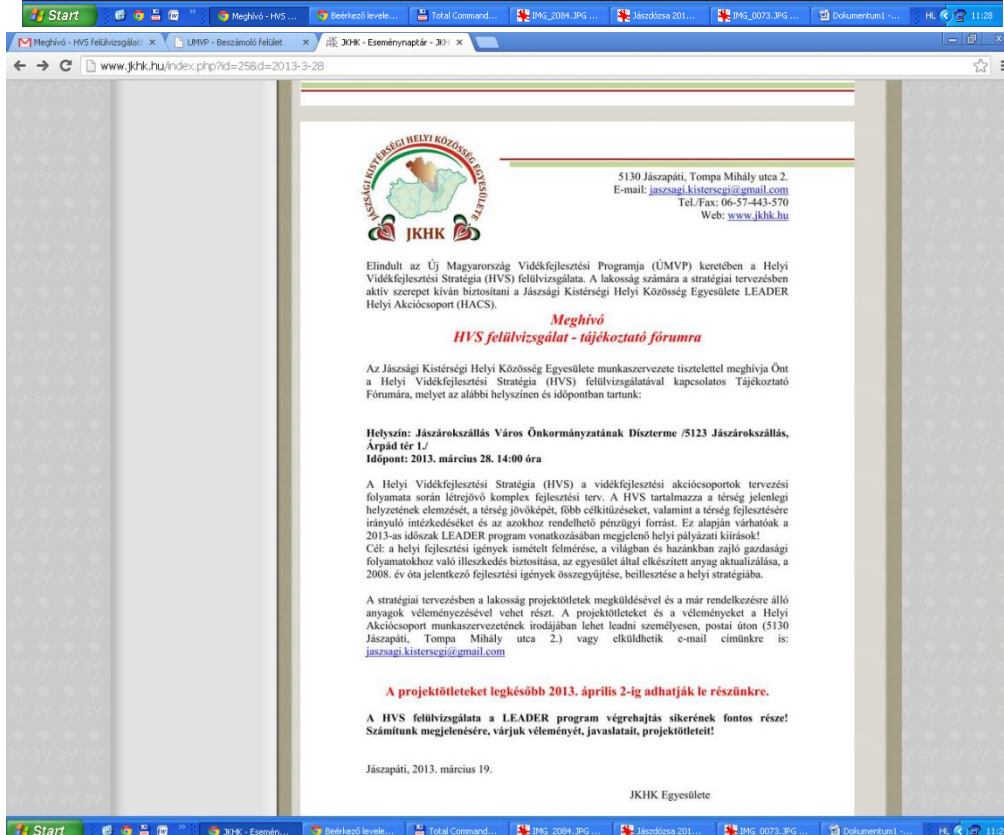 Start
Meghívó - HVS ...
Beérkező levele...
Total Command...
IMG_2084.JPG ...
Jászdózsa 201...
IMG_0073.JPG ...
Dokumentum1 -...
HL
11:28
Meghívó - HVS felülvizsgálat:
UMVP - Beszámoló felület
JKHK - Eseménynaptár - JKH
www.jkhk.hu/index.php?id=25&d=2013-3-28
JÁSZSÁGI KISTÉRSÉGI HELYI KÖZÖSSÉG EGYESÜLETE
JKHK
5130 Jászapáti, Tompa Mihály utca 2.
E-mail: jaszsagi.kistersegi@gmail.com
Tel./Fax: 06-57-443-570
Web: www.jkhk.hu
Elindult az Új Magyarország Vidékfejlesztési Programja (ÚMVP) keretében a Helyi
Vidékfejlesztési Stratégia (HVS) felülvizsgálata. A lakosság számára a stratégiai tervezésben
aktív szerepet kíván biztosítani a Jászsági Kistérségi Helyi Közösség Egyesülete LEADER
Helyi Akciócsoport (HACS).
Meghívó
HVS felülvizsgálat - tájékoztató fórumra
Az Jászsági Kistérségi Helyi Közösség Egyesülete munkaszervezete tisztelettel meghívja Önt
a Helyi Vidékfejlesztési Stratégia (HVS) felülvizsgálatával kapcsolatos Tájékoztató
Fórumára, melyet az alábbi helyszínen és időpontban tartunk:
Helyszín: Jászárokszállás Város Önkormányzatának Díszterme /5123 Jászárokszállás,
Árpád tér 1./
Időpont: 2013. március 28. 14:00 óra
A Helyi Vidékfejlesztési Stratégia (HVS) a vidékfejlesztési akciócsoportok tervezési
folyamata során létrejövő komplex fejlesztési terv. A HVS tartalmazza a térség jelenlegi
helyzetének elemzését, a térség jövőképét, főbb célkitűzéseket, valamint a térség fejlesztésére
irányuló intézkedéseket és az azokhoz rendelhető pénzügyi forrást. Ez alapján várhatóak a
2013-as időszak LEADER program vonatkozásában megjelenő helyi pályázati kiírások!
Cél: a helyi fejlesztési igények ismételt felmérése, a világban és hazánkban zajló gazdasági
folyamatokhoz való illeszkedés biztosítása, az egyesület által elkészített anyag aktualizálása, a
2008. év óta jelentkező fejlesztési igények összegyűjtése, beillesztése a helyi stratégiába.
A stratégiai tervezésben a lakosság projektötletek megküldésével és a már rendelkezésre álló
anyagok véleményezésével vehet részt. A projektötleteket és a véleményeket a Helyi
Akciócsoport munkaszervezetének irodájában lehet leadni személyesen, postai úton (5130
Jászapáti, Tompa Mihály utca 2.) vagy elküldhetik e-mail címünkre is:
jaszsagi.kistersegi@gmail.com
A projektötleteket legkésőbb 2013. április 2-ig adhatják le részünkre.
A HVS felülvizsgálata a LEADER program végrehajtás sikerének fontos része!
Számítunk megjelenésére, várjuk véleményét, javaslatait, projektötleteit!
Jászapáti, 2013. március 19.
JKHK Egyesülete
Start
JKHK - Esemén...
Beérkező levele...
Total Command...
IMG_2084.JPG ...
Jászdózsa 201...
IMG_0073.JPG ...
Dokumentum1 -...
HL
11:28